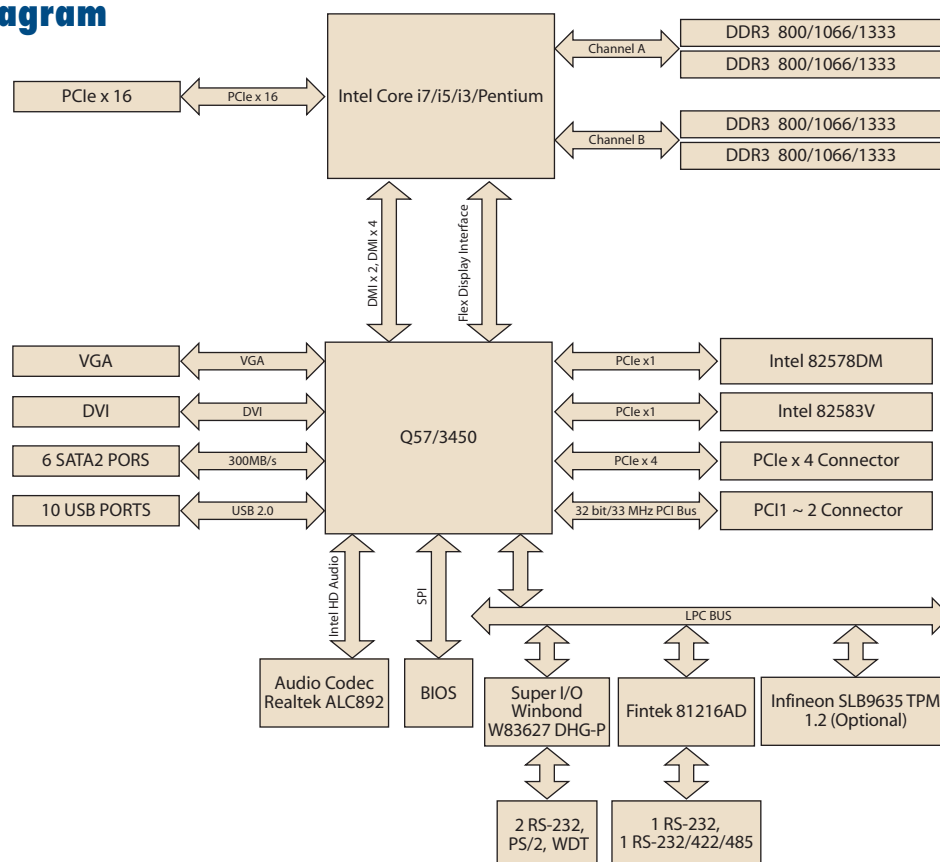 agram
DDR3 800/1066/1333
Channel A
DDR3 800/1066/1333
PCIe x 16
PCIe x 16
Intel Core i7/i5/i3/Pentium
DDR3 800/1066/1333
Channel B
DDR3 800/1066/1333
DMI x 2, DMI x 4
Flex Display Interface
VGA
VGA
PCIe x1
Intel 82578DM
DVI
DVI
PCIe x1
Intel 82583V
Q57/3450
6 SATA2 PORS
300MB/s
PCIe x 4
PCIe x 4 Connector
10 USB PORTS
USB 2.0
32 bit/33 MHz PCI Bus
PCI1 ~ 2 Connector
Intel HD Audio
SPI
LPC BUS
Audio Codec
Realtek ALC892
BIOS
Super I/O
Winbond
W83627 DHG-P
Fintek 81216AD
Infineon SLB9635 TPM
1.2 (Optional)
2 RS-232,
PS/2, WDT
1 RS-232,
1 RS-232/422/485